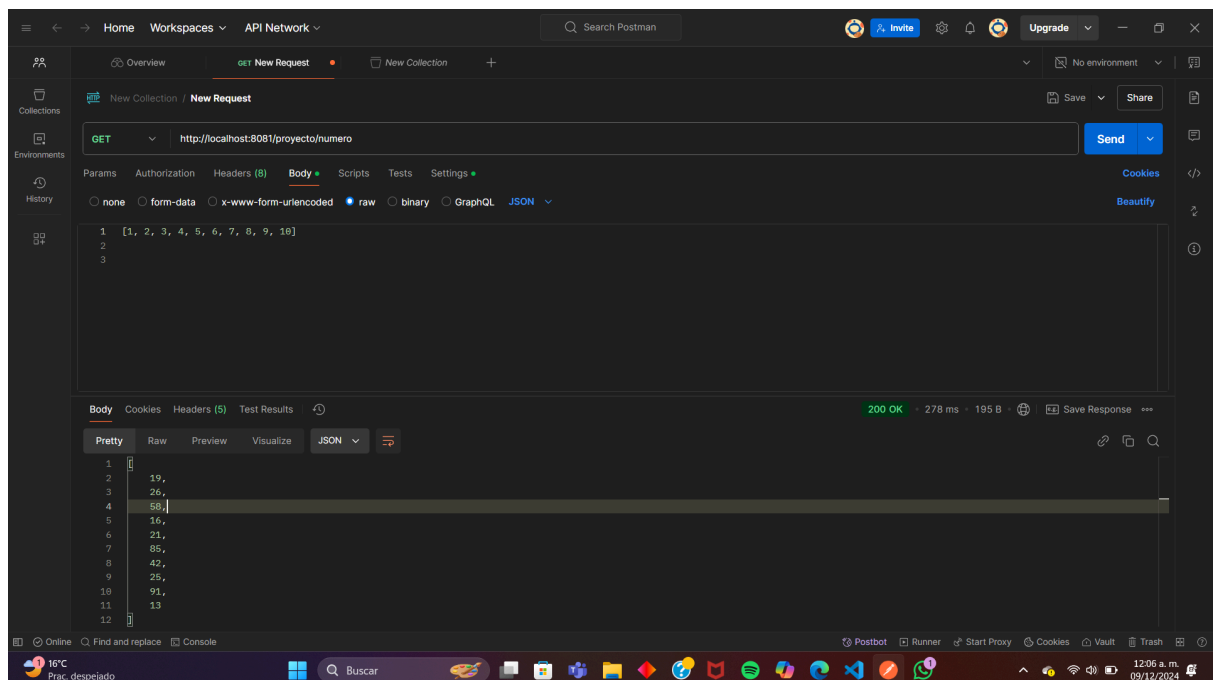 Home Workspaces API Network Search Postman Invite Upgrade
Overview GET New Request New Collection + No environment
HTTP New Collection / New Request Save Share
Collections
GET http://localhost:8081/proyecto/numero Send
Environments
Params Authorization Headers (8) Body Scripts Tests Settings Cookies
History
none form-data x-www-form-urlencoded raw binary GraphQL JSON Beautify
1 [1, 2, 3, 4, 5, 6, 7, 8, 9, 10]
2
3
Body Cookies Headers (5) Test Results 200 OK 278 ms 195 B Save Response
Pretty Raw Preview Visualize JSON
1 [
2 19,
3 26,
4 58,
5 16,
6 21,
7 85,
8 42,
9 25,
10 91,
11 13
12 ]
Online Find and replace Console Postbot Runner Start Proxy Cookies Vault Trash
1 16°C
Prac. despejado
Buscar
12:06 a. m.
09/12/2024